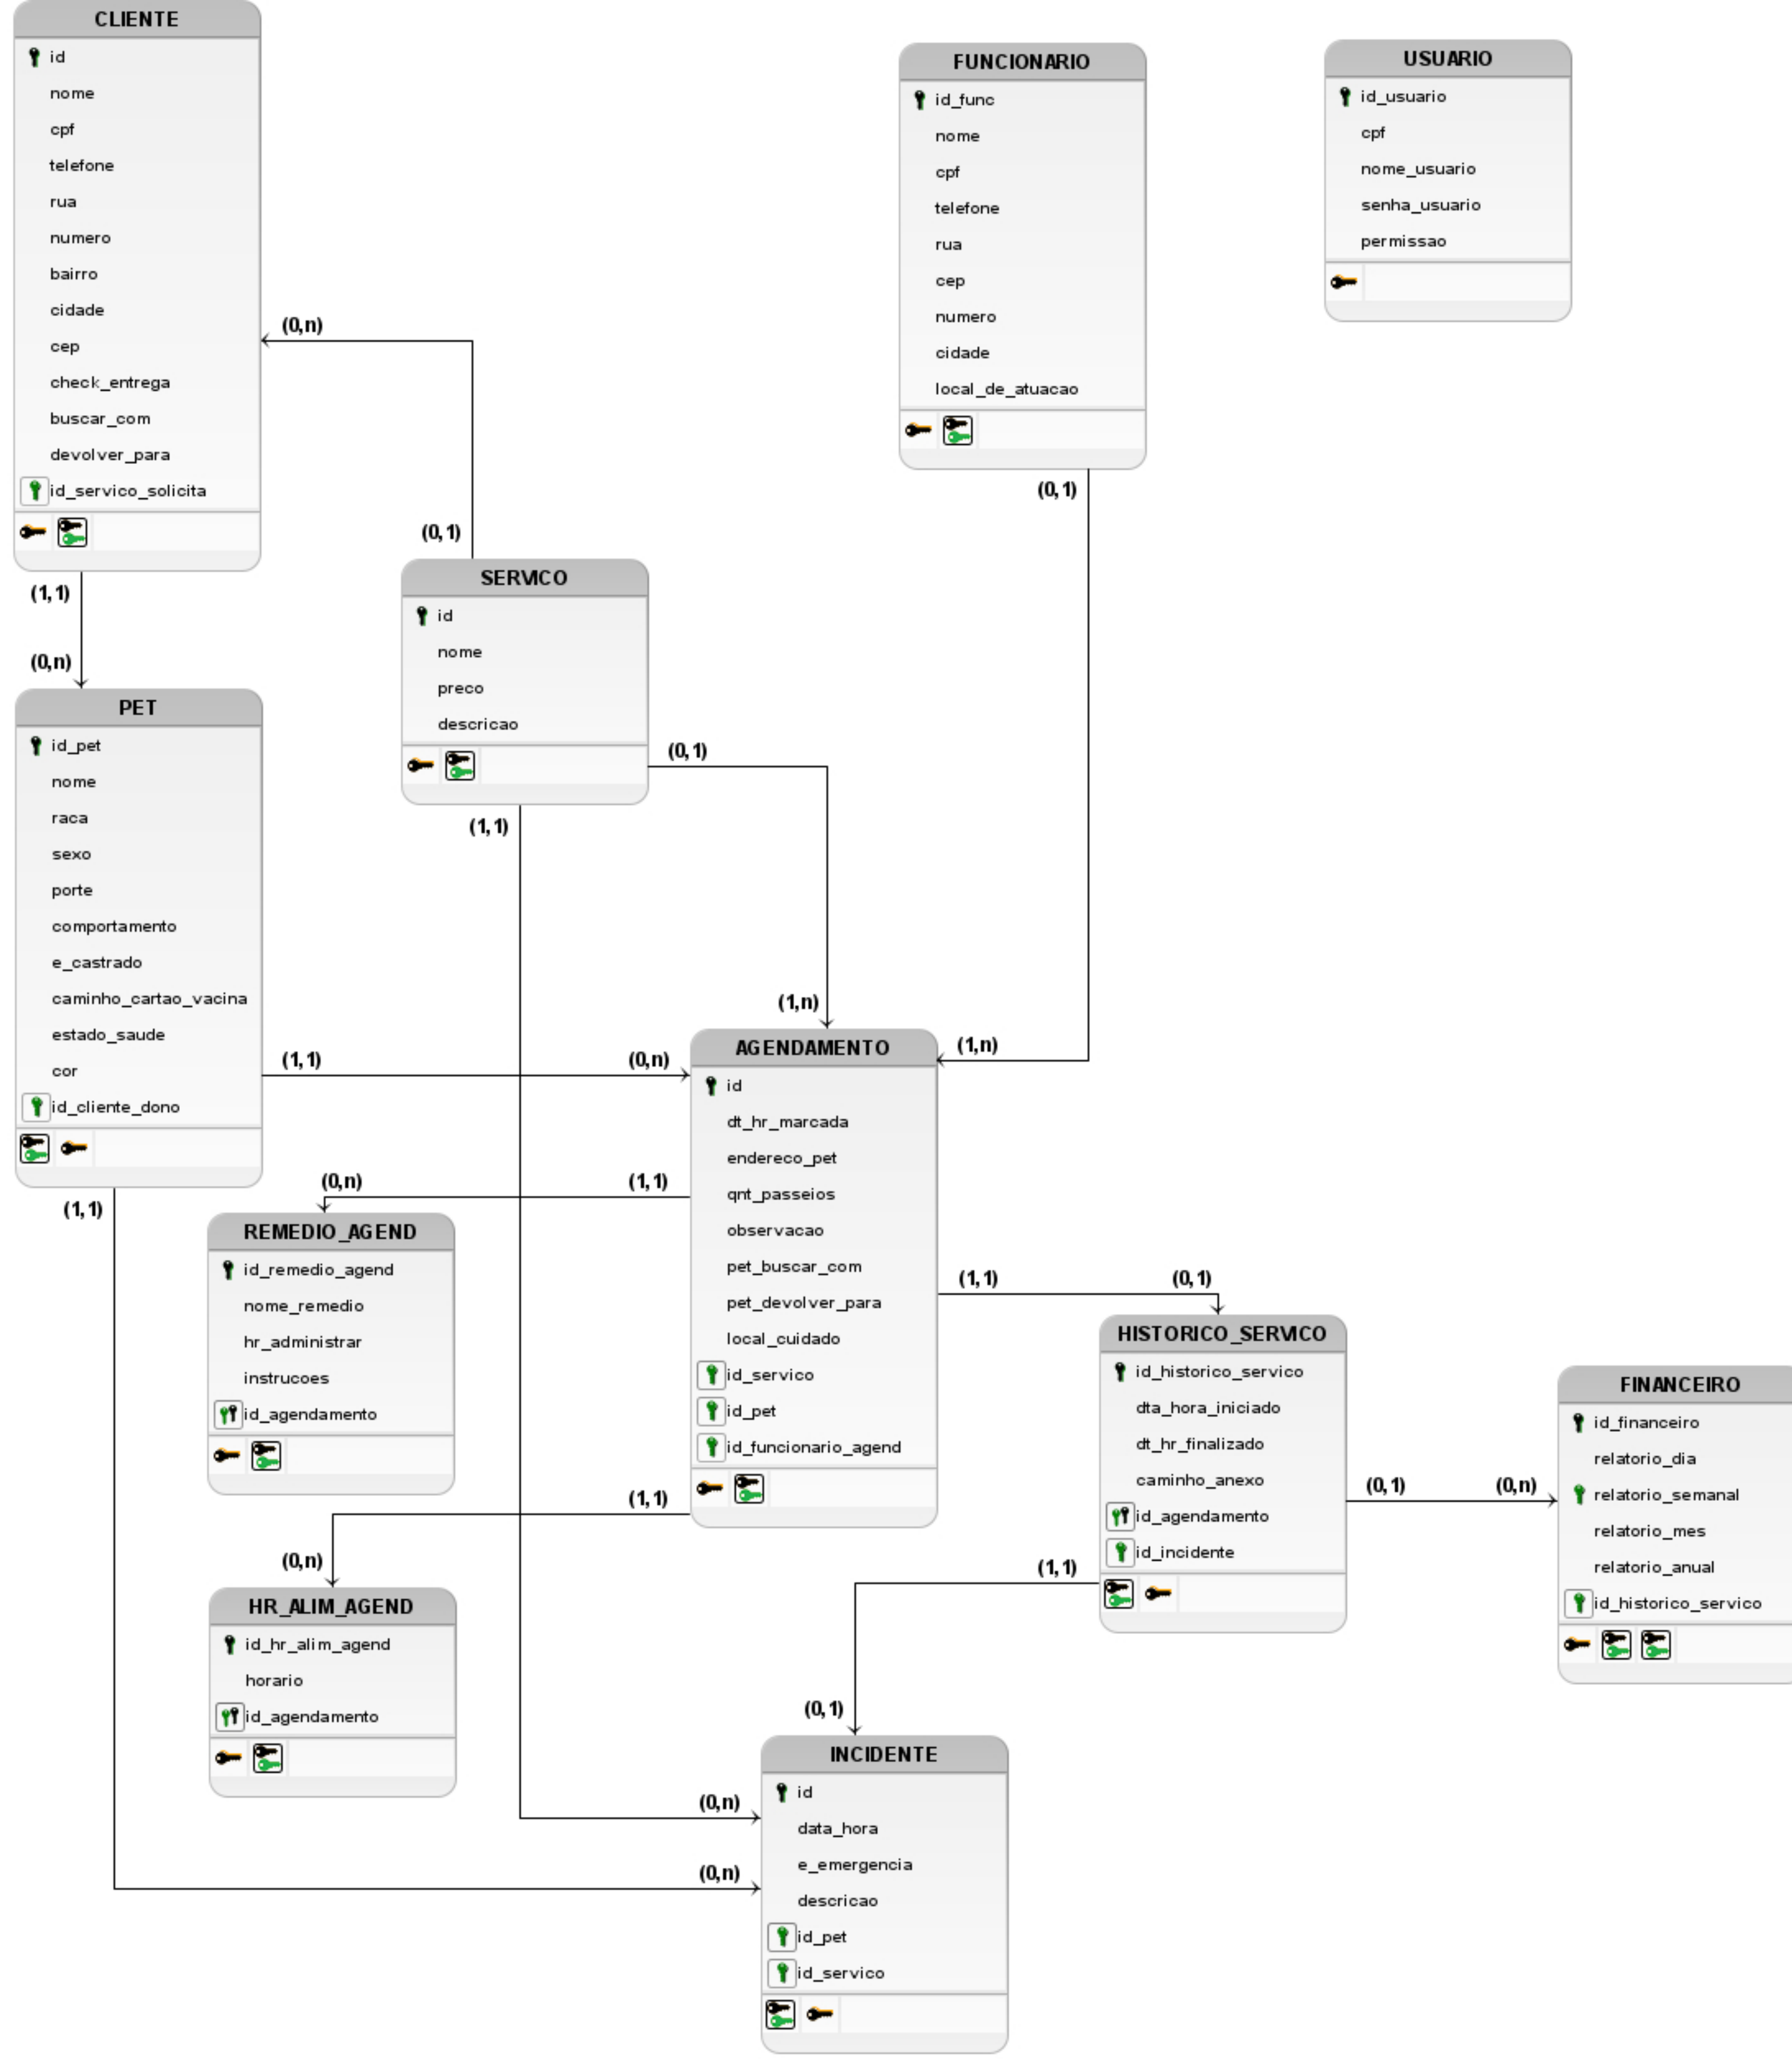 CLIENTE
id
nome
cpf
telefone
rua
numero
bairro
cidade
cep
check_entrega
buscar_com
devolver_para
id_servico_solicita
(1,1)
(0,n)
(0,n)
(0,1)
FUNCIONARIO
id_func
nome
cpf
telefone
rua
cep
numero
cidade
local_de_atuacao
(0,1)
USUARIO
id_usuario
cpf
nome_usuario
senha_usuario
permissao
SERVICO
id
nome
preco
descricao
(0,1)
(1,1)
(1,n)
(1,n)
PET
id_pet
nome
raca
sexo
porte
comportamento
e_castrado
caminho_cartao_vacina
estado_saude
cor
id_cliente_dono
(1,1)
(0,n)
(1,1)
AGENDAMENTO
id
dt_hr_marcada
endereco_pet
qnt_passeios
observacao
pet_buscar_com
pet_devolver_para
local_cuidado
id_servico
id_pet
id_funcionario_agend
(0,n)
(1,1)
REMEDIO_AGEND
id_remedio_agend
nome_remedio
hr_administrar
instrucoes
id_agendamento
(1,1)
(0,1)
HISTORICO_SERVICO
id_historico_servico
dta_hora_iniciado
dt_hr_finalizado
caminho_anexo
id_agendamento
id_incidente
(0,1)
(0,n)
FINANCEIRO
id_financeiro
relatorio_dia
relatorio_semanal
relatorio_mes
relatorio_anual
id_historico_servico
(1,1)
(0,n)
HR_ALIM_AGEND
id_hr_alim_agend
horario
id_agendamento
(1,1)
(0,1)
(0,n)
(0,n)
INCIDENTE
id
data_hora
e_emergencia
descricao
id_pet
id_servico